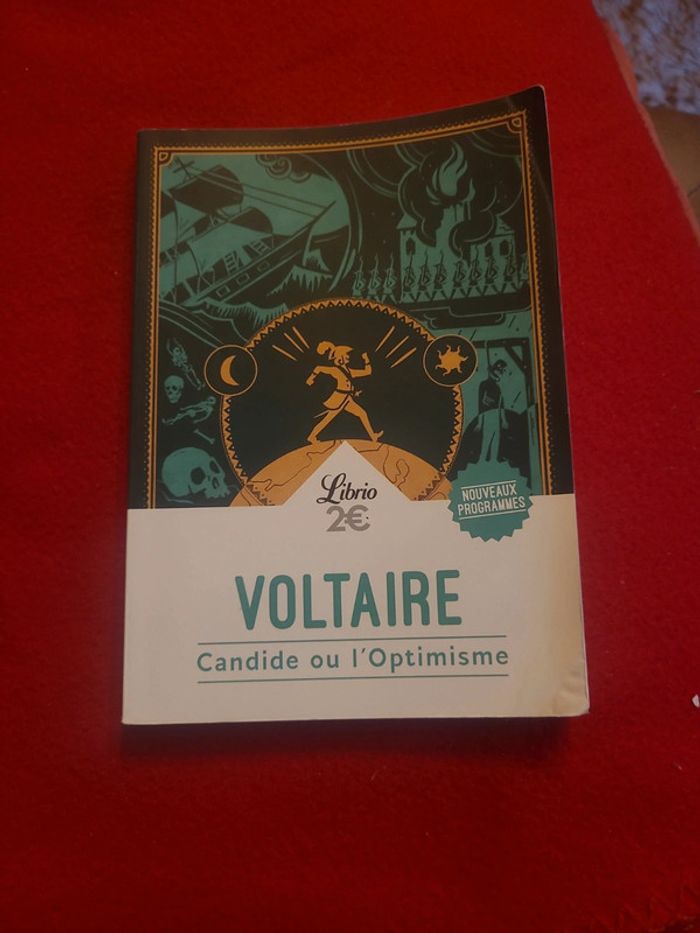 Librio
2€
NOUVEAUX
PROGRAMMES
VOLTAIRE
Candide ou l'Optimisme